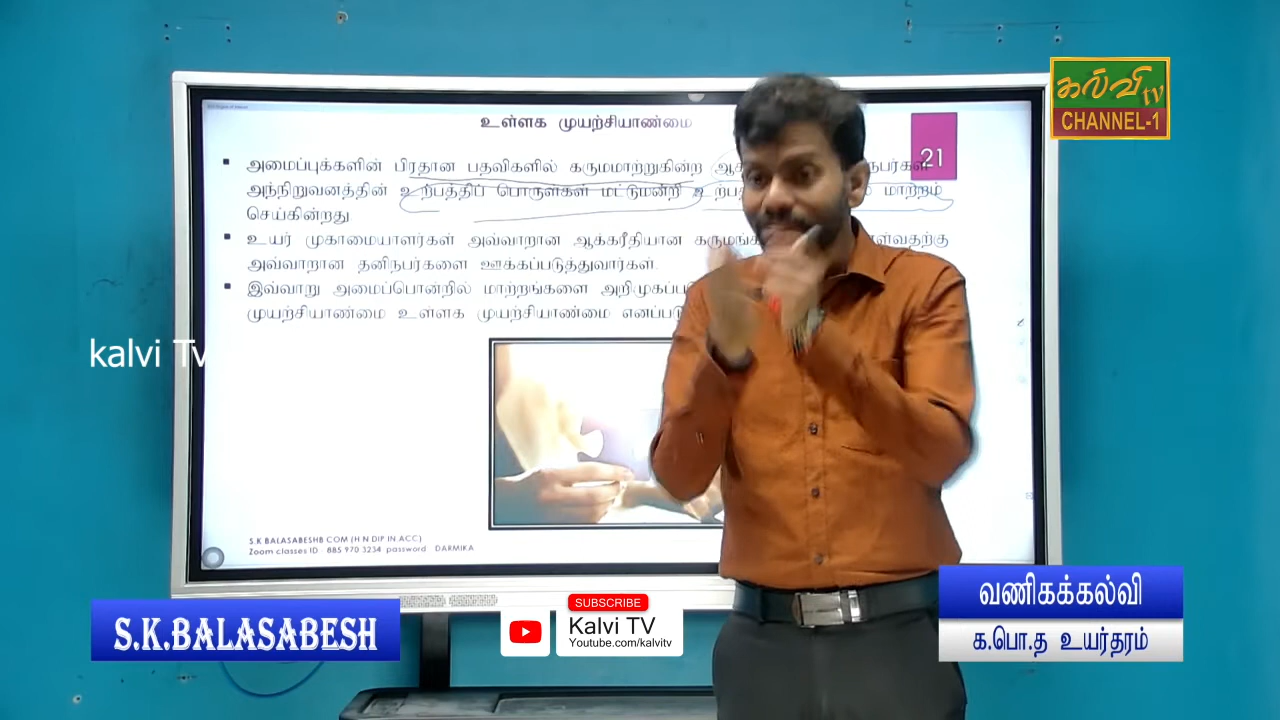 கல்வி tv
CHANNEL-1
உள்ளக முயற்சியாண்மை
21
அமைப்புக்களின் பிரதான பதவிகளில் கருமமாற்றுகின்ற
அந்நிறுவனத்தின் உற்பத்திப் பொருள்கள் மட்டுமன்றி மாற்றம்
செய்கின்றது
உயர் முகாமையாளர்கள் அவ்வாறான ஆக்கரீதியான
அவ்வாறான தனிநபர்களை ஊக்கப்படுத்துவார்கள்.
இவ்வாறு அமைப்பொன்றில் மாற்றங்களை
முயற்சியாண்மை உள்ளக முயற்சியாண்மை
kalvi Tv
S.K BALASABESHB COM (H N DIP IN ACC)
Zoom classes ID - 885 970 3234 password DARMIKA
S.K.BALASABESH
SUBSCRIBE
Kalvi TV
Youtube.com/kalvitv
வணிகக்கல்வி
க.பொ.த உயர்தரம்